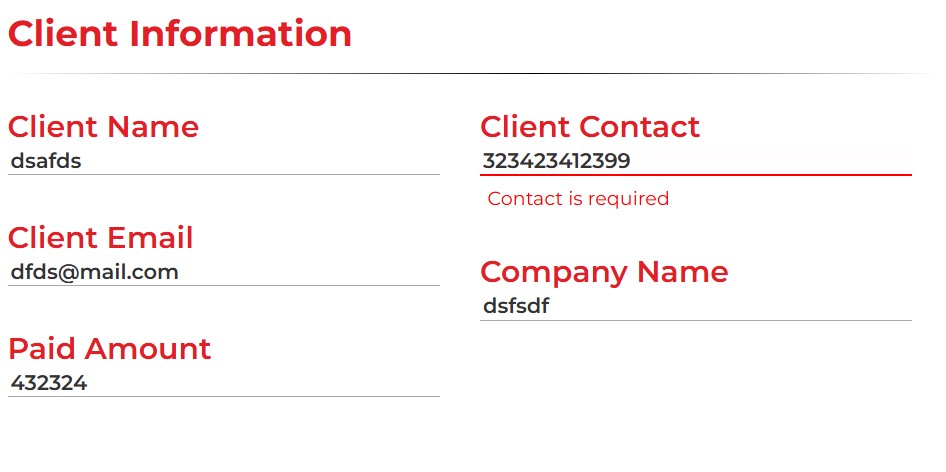 Client Information
Client Name
dsafds
Client Contact
323423412399
Contact is required
Client Email
dfds@mail.com
Company Name
dsfsdf
Paid Amount
432324